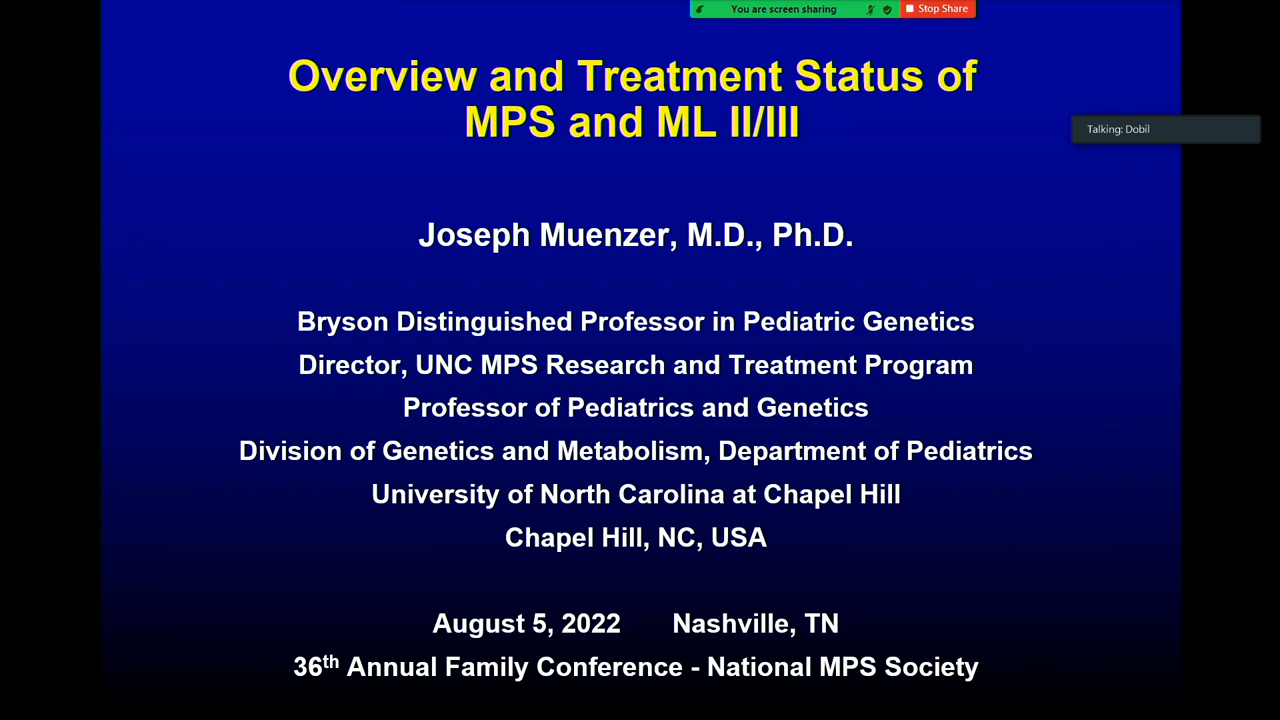 You are screen sharing
Stop Share
Overview and Treatment Status of
MPS and ML II/III
Talking: Dobil
Joseph Muenzer, M.D., Ph.D.
Bryson Distinguished Professor in Pediatric Genetics
Director, UNC MPS Research and Treatment Program
Professor of Pediatrics and Genetics
Division of Genetics and Metabolism, Department of Pediatrics
University of North Carolina at Chapel Hill
Chapel Hill, NC, USA
August 5, 2022 Nashville, TN
36th Annual Family Conference - National MPS Society